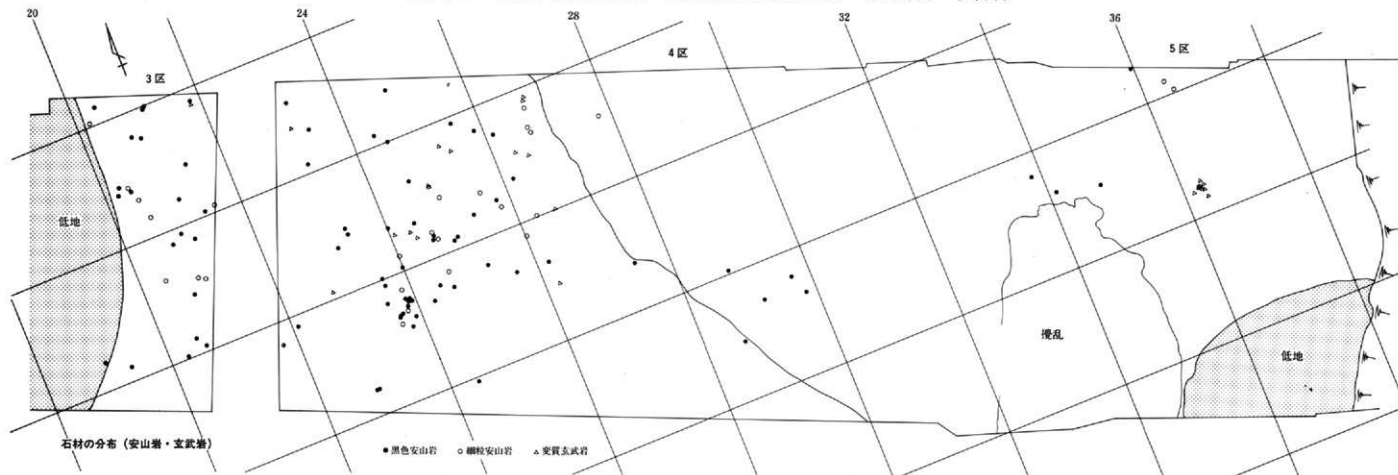 20
24
28
32
36
3区
4区
5区
低地
擾乱
低地
石材の分布（安山岩・玄武岩）
●黒色安山岩 ○細粒安山岩 △変質玄武岩